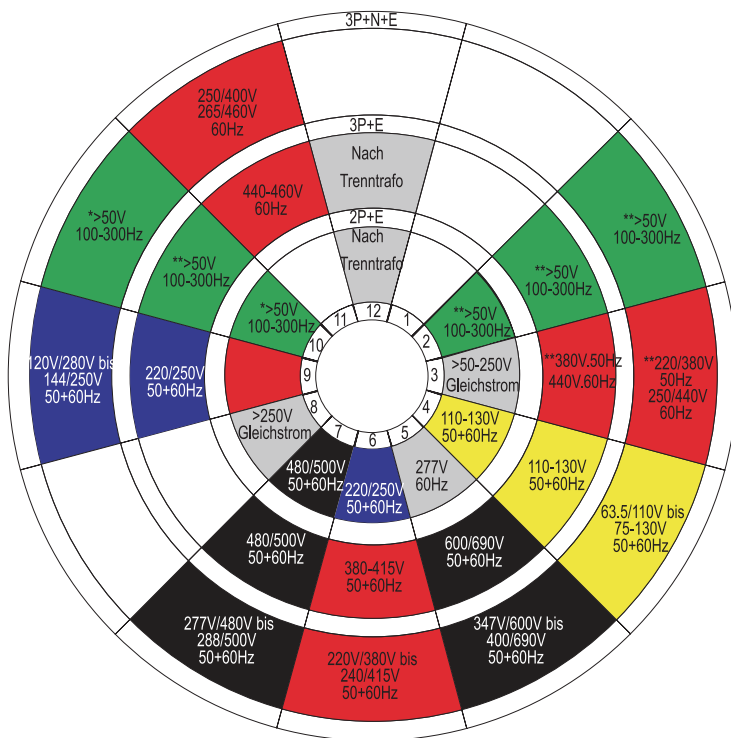 3P+N+E
250/400V
265/460V
60Hz
3P+E
Nach
Trenntrafo
440-460V
60Hz
2P+E
Nach
Trenntrafo
*>50V
100-300Hz
**>50V
100-300Hz
*>50V
100-300Hz
**>50V
100-300Hz
**>50V
100-300Hz
**>50V
100-300Hz
12
1
2
3
4
5
6
7
8
9
10
11
120V/280V bis
144/250V
50+60Hz
220/250V
50+60Hz
>50-250V
Gleichstrom
**380V.50Hz
440V.60Hz
**220/380V
50Hz
250/440V
60Hz
>250V
Gleichstrom
110-130V
50+60Hz
110-130V
50+60Hz
63.5/110V bis
75-130V
50+60Hz
480/500V
50+60Hz
220/250V
50+60Hz
277V
60Hz
480/500V
50+60Hz
380-415V
50+60Hz
600/690V
50+60Hz
277V/480V bis
288/500V
50+60Hz
220V/380V bis
240/415V
50+60Hz
347V/600V bis
400/690V
50+60Hz